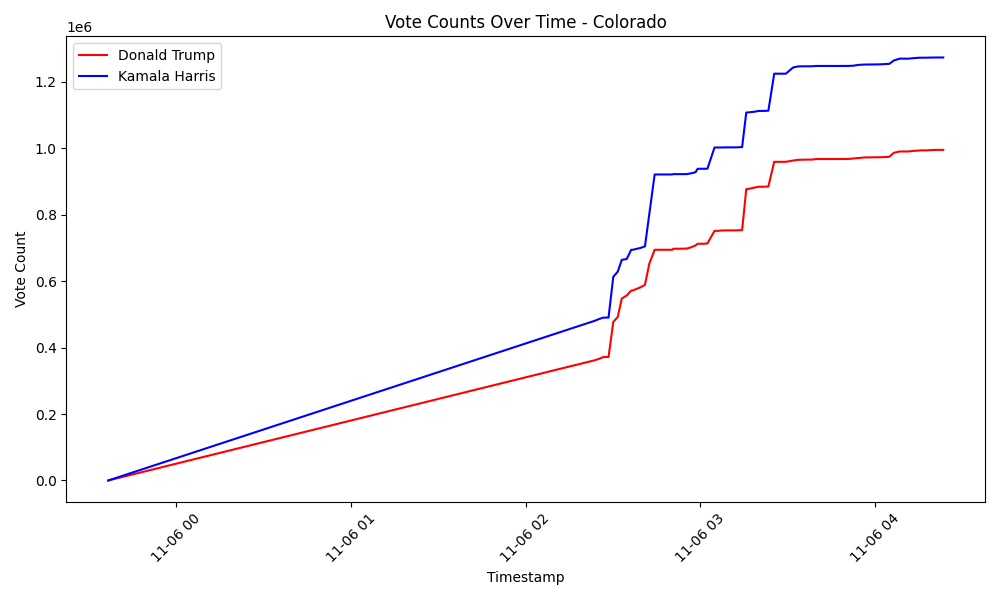 Vote Counts Over Time - Colorado
1e6
Donald Trump
Kamala Harris
1.2
1.0
0.8
0.6
0.4
0.2
0.0
Vote Count
11-06 00
11-06 01
11-06 02
11-06 03
11-06 04
Timestamp